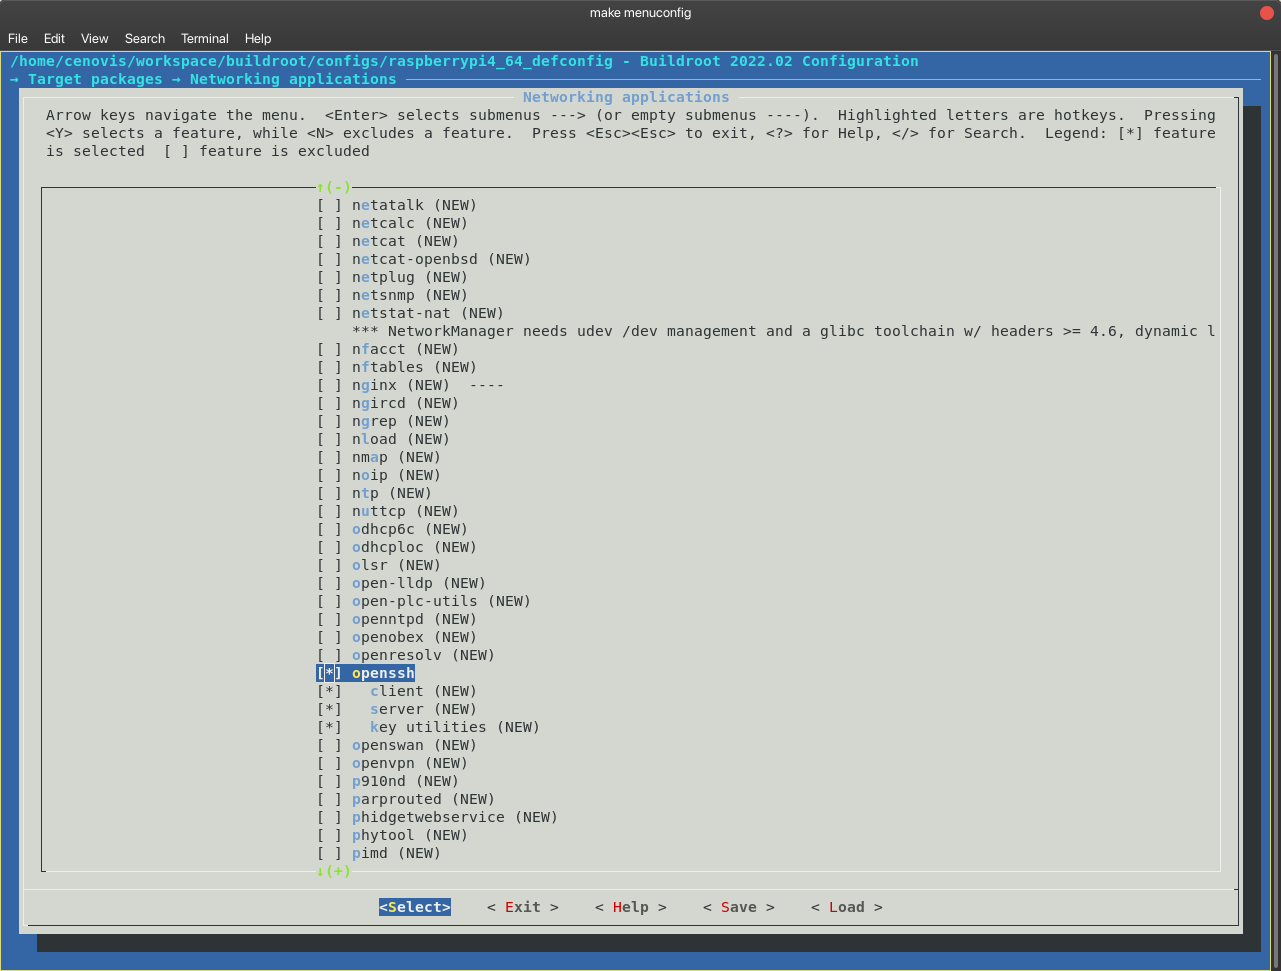 make menuconfig
File Edit View Search Terminal Help
/home/cenovis/workspace/buildroot/configs/raspberrypi4_64_defconfig - Buildroot 2022.02 Configuration
→ Target packages → Networking applications
Networking applications
Arrow keys navigate the menu.  <Enter> selects submenus ---> (or empty submenus ----).  Highlighted letters are hotkeys.  Pressing
<Y> selects a feature, while <N> excludes a feature.  Press <Esc><Esc> to exit, <?> for Help, </> for Search.  Legend: [*] feature
is selected  [ ] feature is excluded
↑(-)
[ ] netatalk (NEW)
[ ] netcalc (NEW)
[ ] netcat (NEW)
[ ] netcat-openbsd (NEW)
[ ] netplug (NEW)
[ ] netsnmp (NEW)
[ ] netstat-nat (NEW)
*** NetworkManager needs udev /dev management and a glibc toolchain w/ headers >= 4.6, dynamic l
[ ] nfacct (NEW)
[ ] nftables (NEW)
[ ] nginx (NEW)  ----
[ ] ngircd (NEW)
[ ] ngrep (NEW)
[ ] nload (NEW)
[ ] nmap (NEW)
[ ] noip (NEW)
[ ] ntp (NEW)
[ ] nuttcp (NEW)
[ ] odhcp6c (NEW)
[ ] odhcploc (NEW)
[ ] olsr (NEW)
[ ] open-lldp (NEW)
[ ] open-plc-utils (NEW)
[ ] openntpd (NEW)
[ ] openobex (NEW)
[ ] openresolv (NEW)
[*] openssh
[*]   client (NEW)
[*]   server (NEW)
[*]   key utilities (NEW)
[ ] openswan (NEW)
[ ] openvpn (NEW)
[ ] p910nd (NEW)
[ ] parprouted (NEW)
[ ] phidgetwebservice (NEW)
[ ] phytool (NEW)
[ ] pimd (NEW)
↓(+)
<Select>    < Exit >    < Help >    < Save >    < Load >